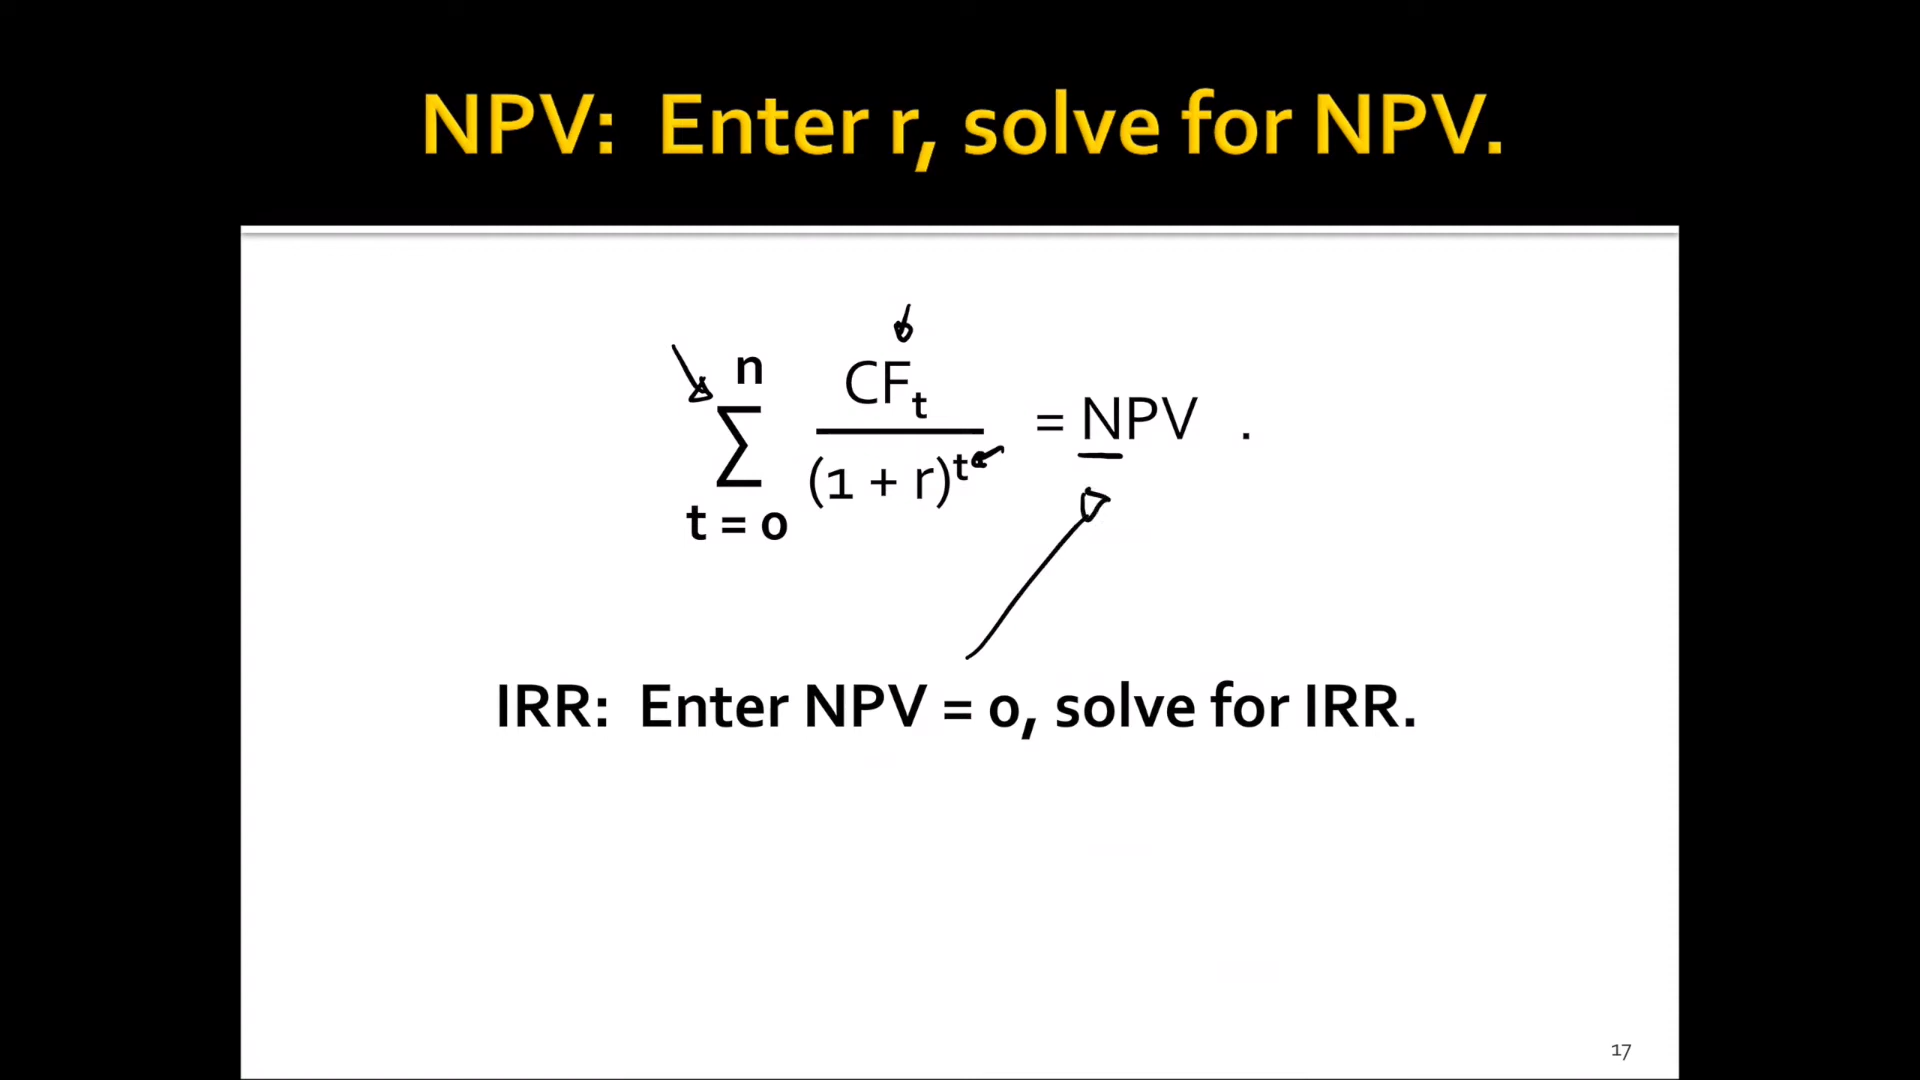 NPV: Enter r, solve for NPV.
n
∑
t = 0
CFt
(1 + r)t
= NPV .
IRR: Enter NPV = 0, solve for IRR.
17